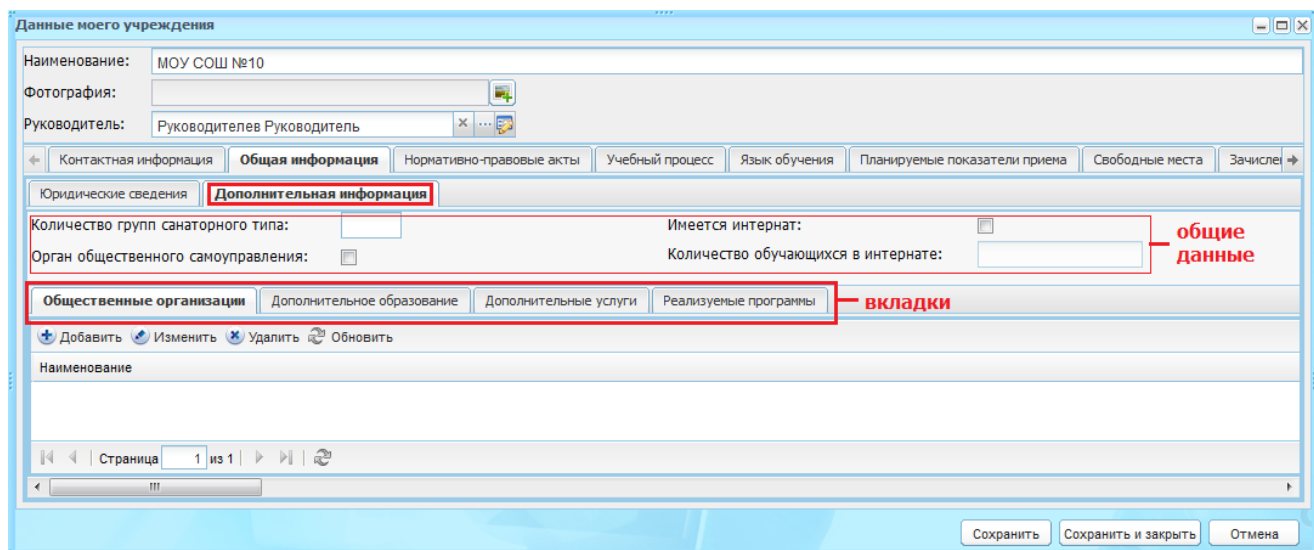 Данные моего учреждения
Наименование: МОУ СОШ №10
Фотография:
Руководитель: Руководителев Руководитель
Контактная информация Общая информация Нормативно-правовые акты Учебный процесс Язык обучения Планируемые показатели приема Свободные места Зачислен
Юридические сведения Дополнительная информация
Количество групп санаторного типа: Имеется интернат:
Орган общественного самоуправления: Количество обучающихся в интернате:
общие
данные
Общественные организации Дополнительное образование Дополнительные услуги Реализуемые программы вкладки
Добавить Изменить Удалить Обновить
Наименование
Страница 1 из 1
Сохранить Сохранить и закрыть Отмена